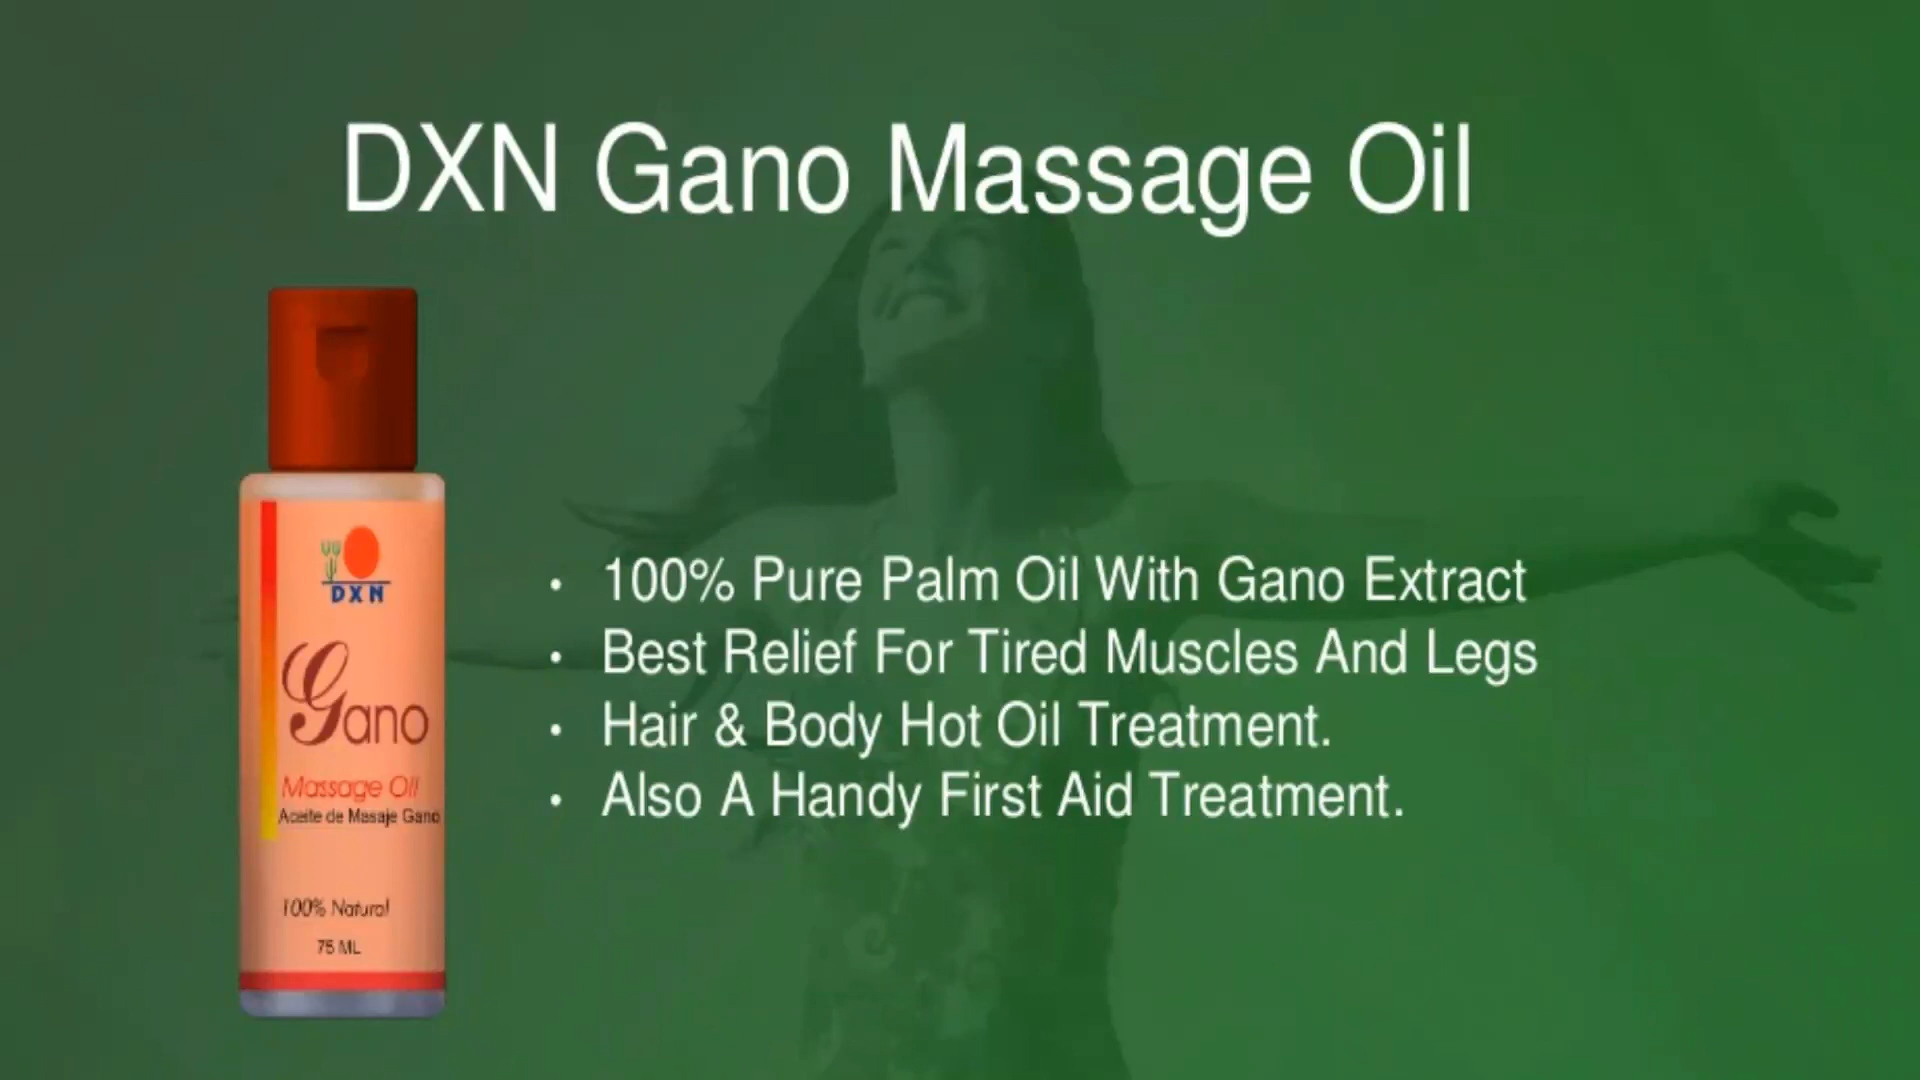 DXN Gano Massage Oil
DXN
Gano
Massage Oil
Aceite de Masaje Gano
100% Natural
75 ML
• 100% Pure Palm Oil With Gano Extract
• Best Relief For Tired Muscles And Legs
• Hair & Body Hot Oil Treatment.
• Also A Handy First Aid Treatment.